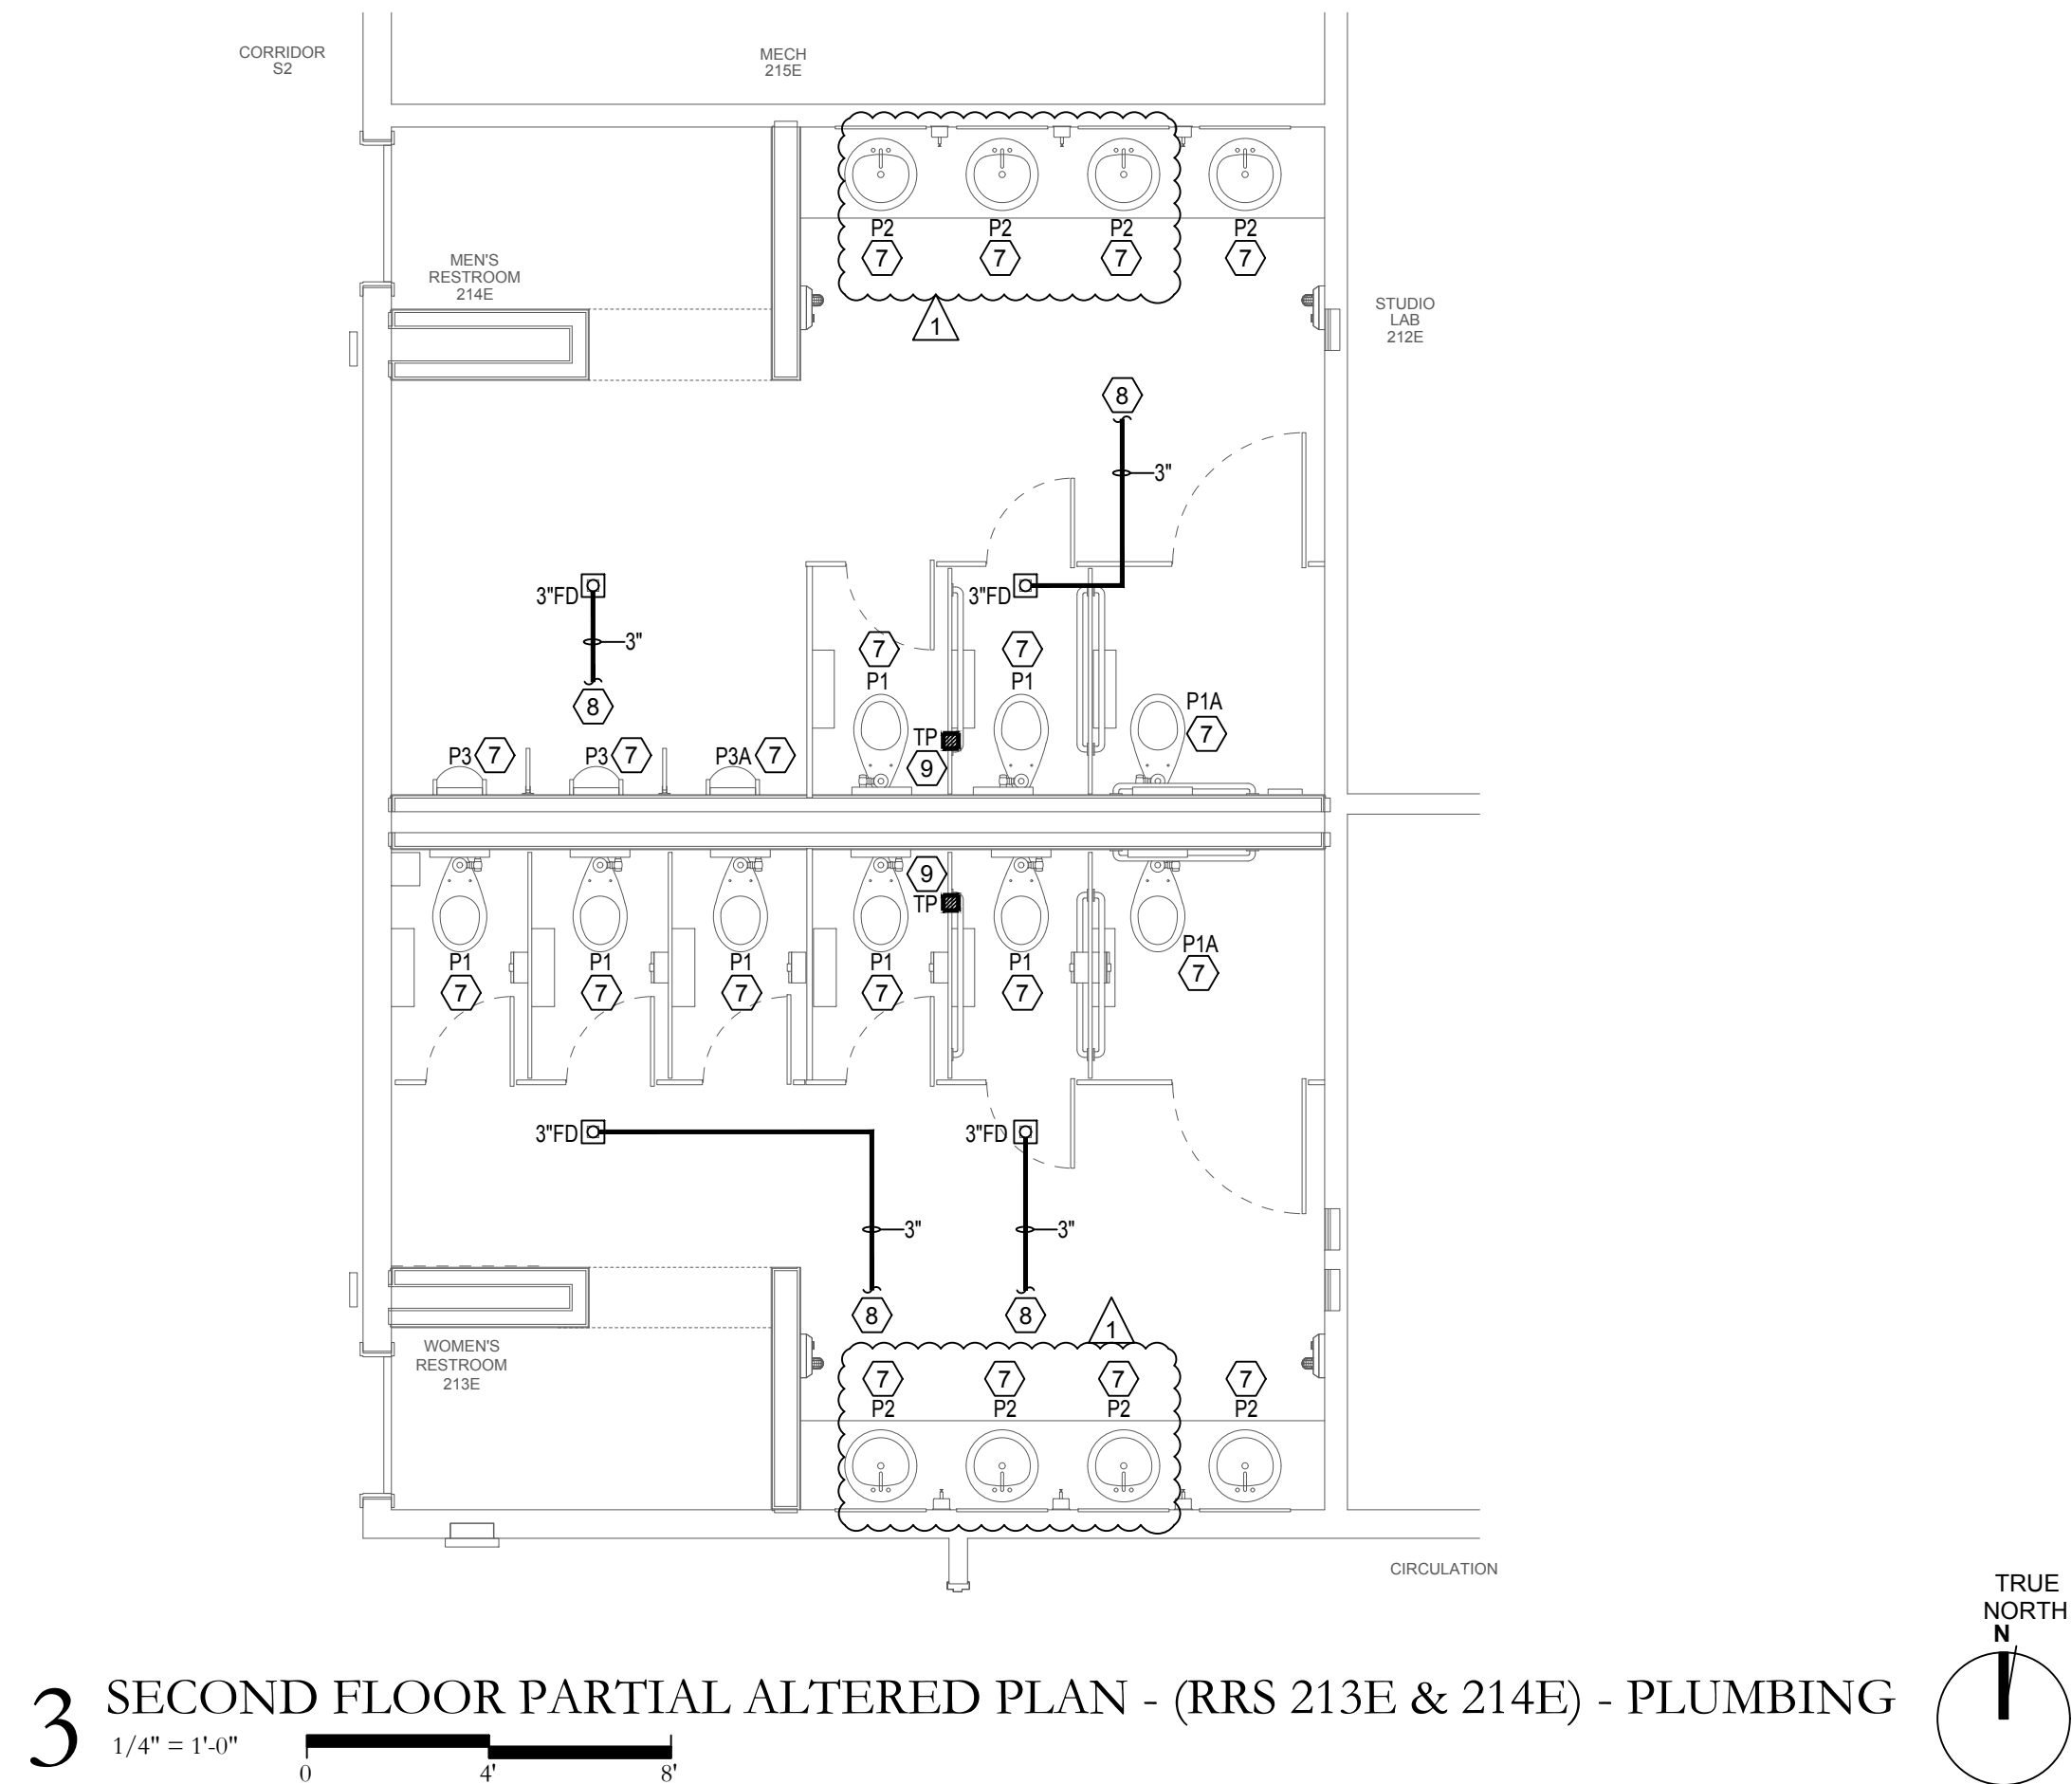 CORRIDOR
S2
MECH
215E
P2 P2 P2 P2
7 7 7 7
MEN'S
RESTROOM
214E
1
STUDIO
LAB
212E
8
3"
3"FD 3"FD
3"
7 7
P1 P1
8
P1A
7
TP
9
P3 7 P3 7 P3A 7
9
TP
P1A
7
P1 P1 P1 P1 P1
7 7 7 7 7
3"FD 3"FD
3" 3"
8 8
1
WOMEN'S
RESTROOM
213E
7 7 7 7
P2 P2 P2 P2
CIRCULATION
TRUE
NORTH
N
3 SECOND FLOOR PARTIAL ALTERED PLAN - (RRS 213E & 214E) - PLUMBING
1/4" = 1'-0"
0 4' 8'